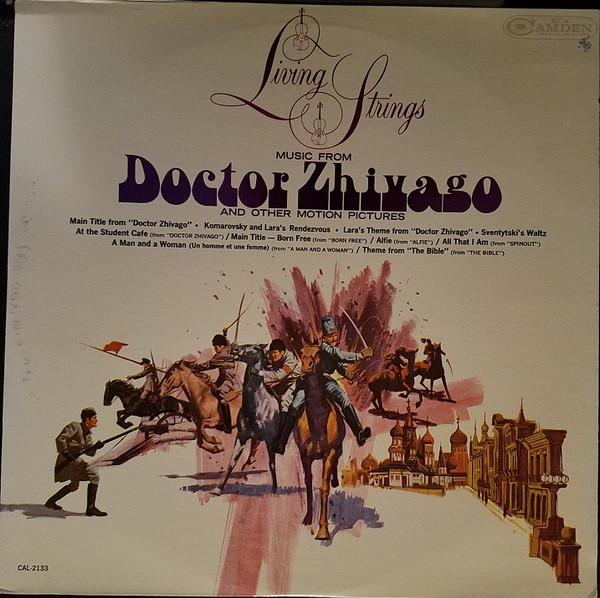 RCA
CAMDEN
Living
Strings
MUSIC FROM
Doctor Zhivago
AND OTHER MOTION PICTURES
Main Title from "Doctor Zhivago" • Komarovsky and Lara's Rendezvous • Lara's Theme from "Doctor Zhivago" • Sventytski's Waltz
At the Student Cafe (from "DOCTOR ZHIVAGO") / Main Title — Born Free (from "BORN FREE") / Alfie (from "ALFIE") / All That I Am (from "SPINOUT")
A Man and a Woman (Un homme et une femme) (from "A MAN AND A WOMAN") / Theme from "The Bible" (from "THE BIBLE")
CAL-2133